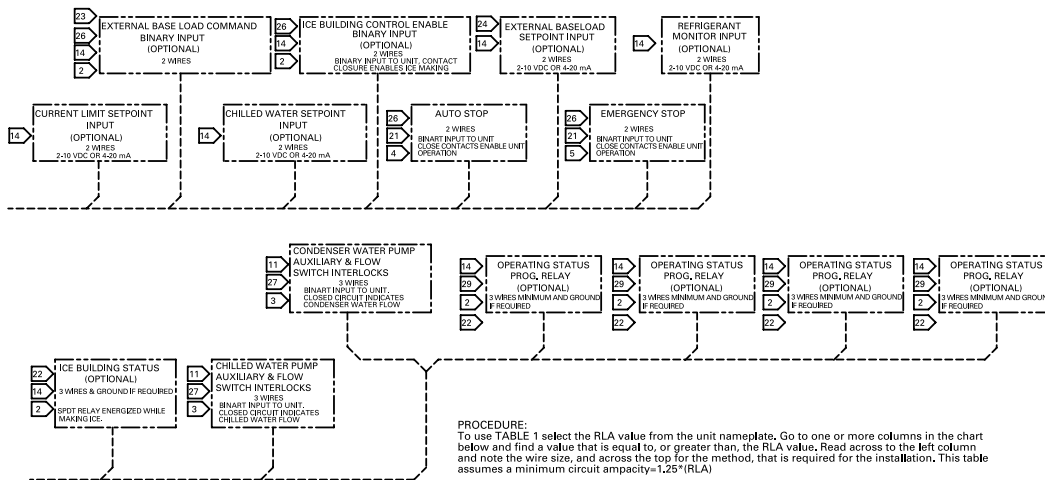 23
26
14
2
EXTERNAL BASE LOAD COMMAND
BINARY INPUT
(OPTIONAL)
2 WIRES
26
14
2
ICE BUILDING CONTROL ENABLE
BINARY INPUT
(OPTIONAL)
2 WIRES
BINARY INPUT TO UNIT, CONTACT
CLOSURE ENABLES ICE MAKING
24
14
EXTERNAL BASELOAD
SETPOINT INPUT
(OPTIONAL)
2 WIRES
2-10 VDC OR 4-20 mA
14
REFRIGERANT
MONITOR INPUT
(OPTIONAL)
2 WIRES
2-10 VDC OR 4-20 mA
14
CURRENT LIMIT SETPOINT
INPUT
(OPTIONAL)
2 WIRES
2-10 VDC OR 4-20 mA
14
CHILLED WATER SETPOINT
INPUT
(OPTIONAL)
2 WIRES
2-10 VDC OR 4-20 mA
26
21
4
AUTO STOP
2 WIRES
BINART INPUT TO UNIT
CLOSE CONTACTS ENABLE UNIT
OPERATION
26
21
5
EMERGENCY STOP
2 WIRES
BINART INPUT TO UNIT
CLOSE CONTACTS ENABLE UNIT
OPERATION
11
27
3
CONDENSER WATER PUMP
AUXILIARY & FLOW
SWITCH INTERLOCKS
3 WIRES
BINART INPUT TO UNIT.
CLOSED CIRCUIT INDICATES
CONDENSER WATER FLOW
14
29
2
22
OPERATING STATUS
PROG. RELAY
(OPTIONAL)
3 WIRES MINIMUM AND GROUND
IF REQUIRED
14
29
2
22
OPERATING STATUS
PROG. RELAY
(OPTIONAL)
3 WIRES MINIMUM AND GROUND
IF REQUIRED
14
29
2
22
OPERATING STATUS
PROG. RELAY
(OPTIONAL)
3 WIRES MINIMUM AND GROUND
IF REQUIRED
14
29
2
22
OPERATING STATUS
PROG. RELAY
(OPTIONAL)
3 WIRES MINIMUM AND GROUN
IF REQUIRED
22
14
2
ICE BUILDING STATUS
(OPTIONAL)
3 WIRES & GROUND IF REQUIRED
SPDT RELAY ENERGIZED WHILE
MAKING ICE.
11
27
3
CHILLED WATER PUMP
AUXILIARY & FLOW
SWITCH INTERLOCKS
3 WIRES
BINART INPUT TO UNIT.
CLOSED CIRCUIT INDICATES
CHILLED WATER FLOW
PROCEDURE:
To use TABLE 1 select the RLA value from the unit nameplate. Go to one or more columns in the chart
below and find a value that is equal to, or greater than, the RLA value. Read across to the left column
and note the wire size, and across the top for the method, that is required for the installation. This table
assumes a minimum circuit ampacity=1.25*(RLA)